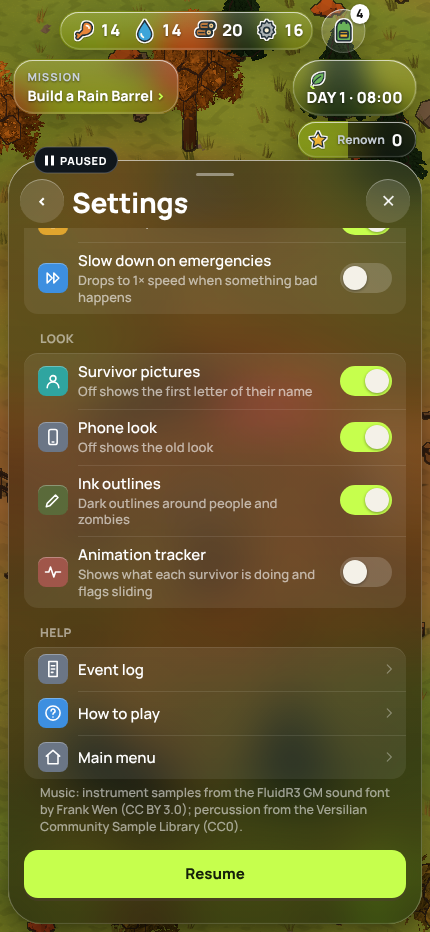 14 14 20 16 4
MISSION
Build a Rain Barrel ›
DAY 1 · 08:00
Renown 0
PAUSED
Settings
Slow down on emergencies
Drops to 1× speed when something bad
happens
LOOK
Survivor pictures
Off shows the first letter of their name
Phone look
Off shows the old look
Ink outlines
Dark outlines around people and
zombies
Animation tracker
Shows what each survivor is doing and
flags sliding
HELP
Event log
How to play
Main menu
Music: instrument samples from the FluidR3 GM sound font
by Frank Wen (CC BY 3.0); percussion from the Versilian
Community Sample Library (CC0).
Resume